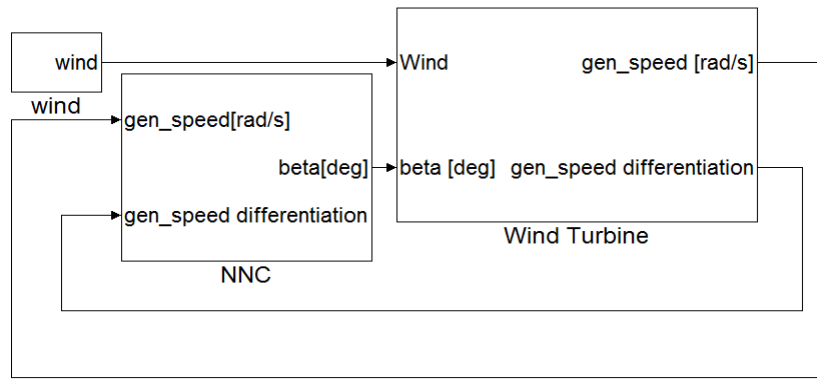 wind
wind
gen_speed[rad/s]
beta[deg]
gen_speed differentiation
NNC
Wind
gen_speed [rad/s]
beta [deg]
gen_speed differentiation
Wind Turbine